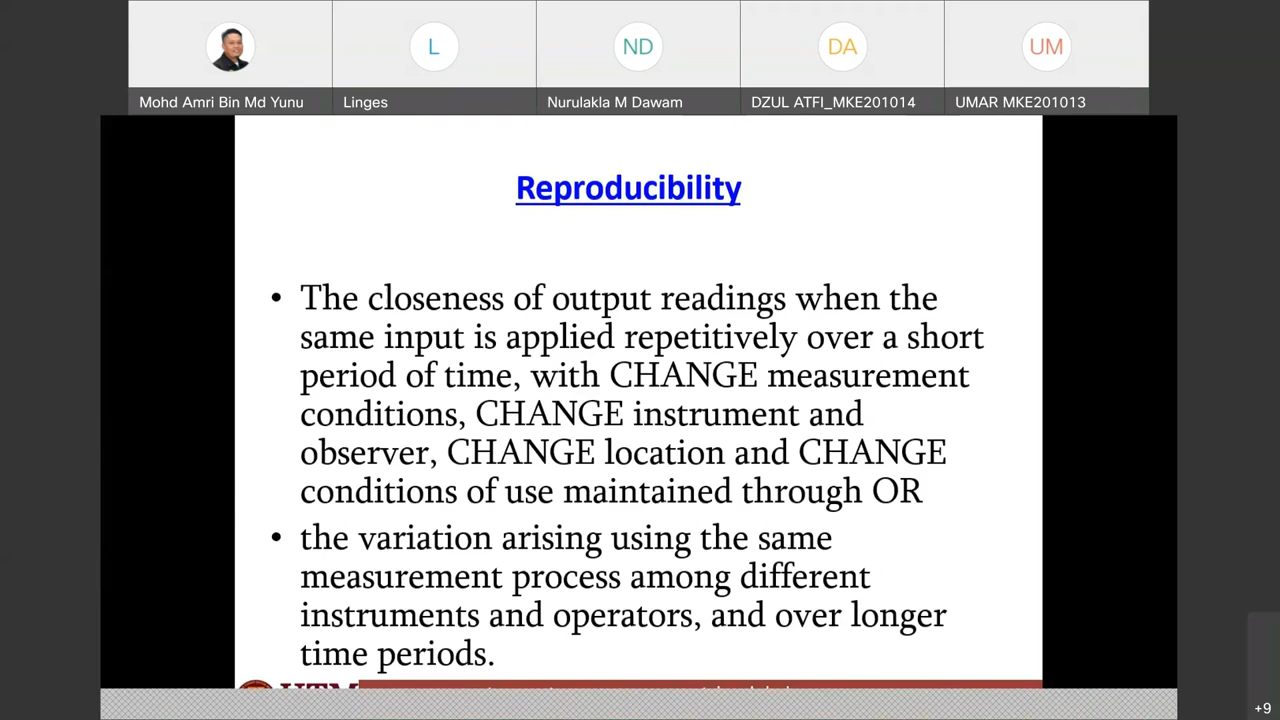 L
ND
DA
UM
Mohd Amri Bin Md Yunu
Linges
Nurulakla M Dawam
DZUL ATFI_MKE201014
UMAR MKE201013
Reproducibility
• The closeness of output readings when the
same input is applied repetitively over a short
period of time, with CHANGE measurement
conditions, CHANGE instrument and
observer, CHANGE location and CHANGE
conditions of use maintained through OR
• the variation arising using the same
measurement process among different
instruments and operators, and over longer
time periods.
UTM
+9